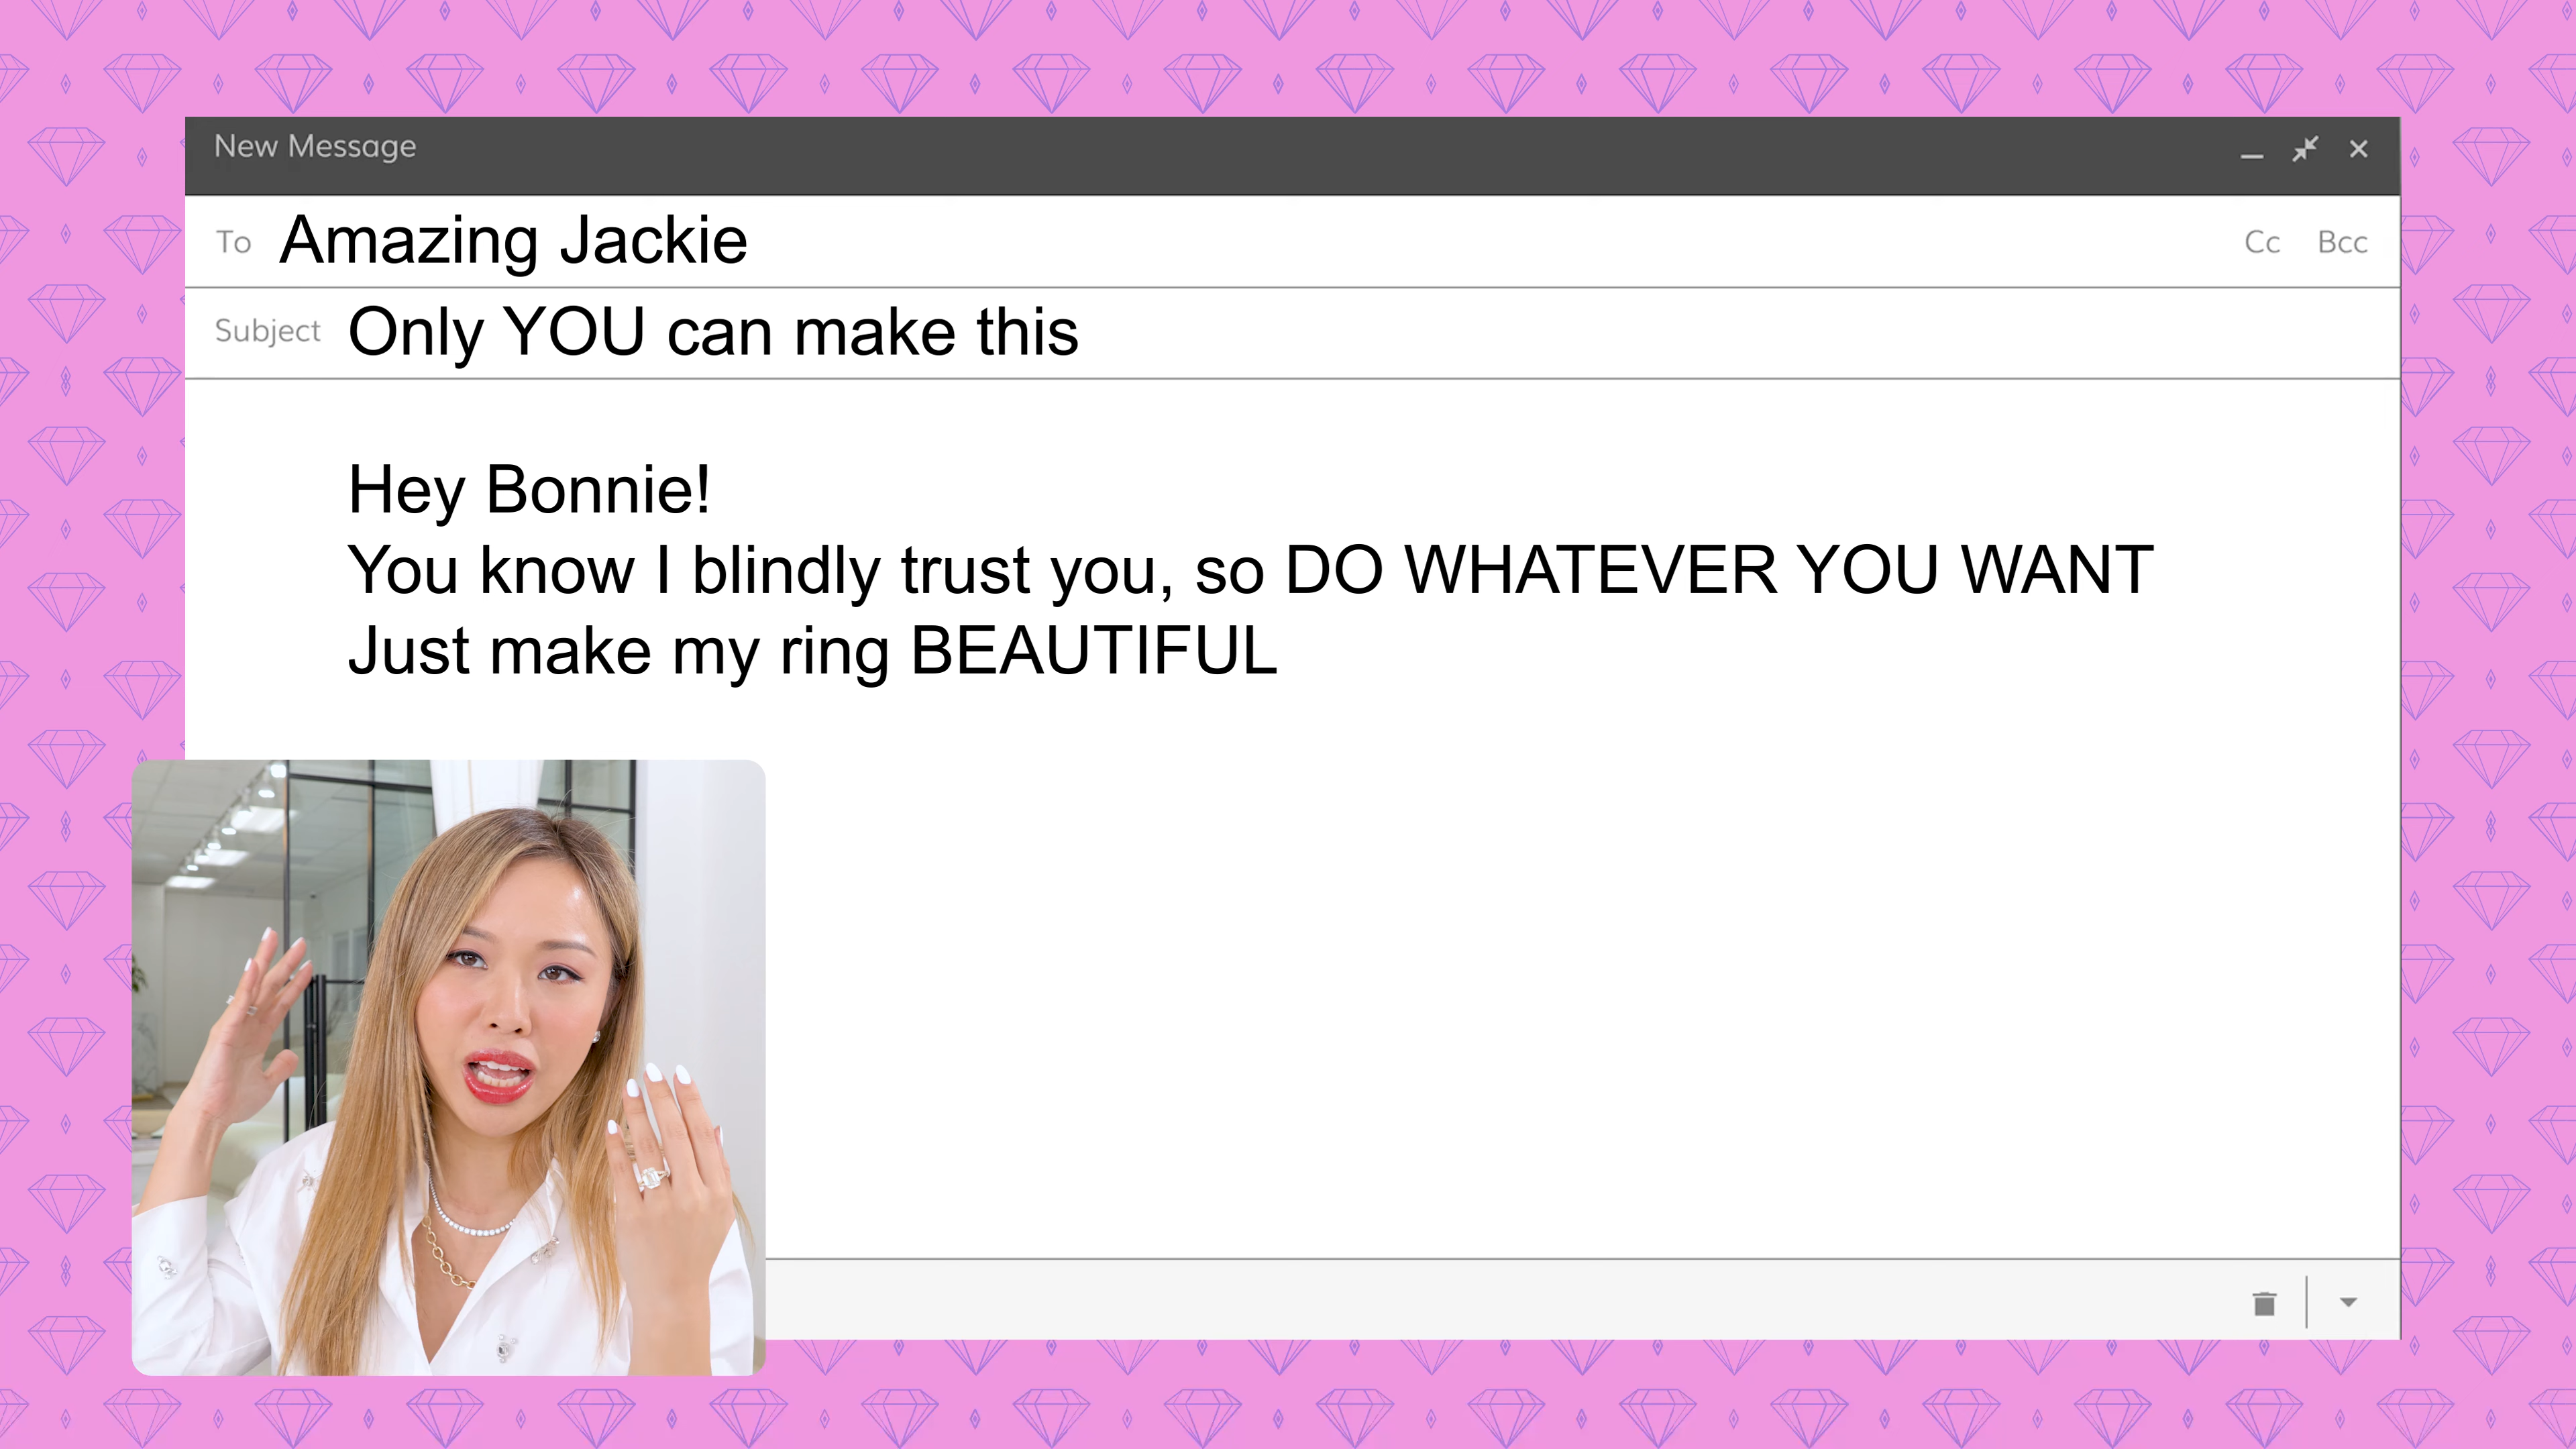 New Message
To Amazing Jackie Cc Bcc
Subject Only YOU can make this
Hey Bonnie!
You know I blindly trust you, so DO WHATEVER YOU WANT
Just make my ring BEAUTIFUL